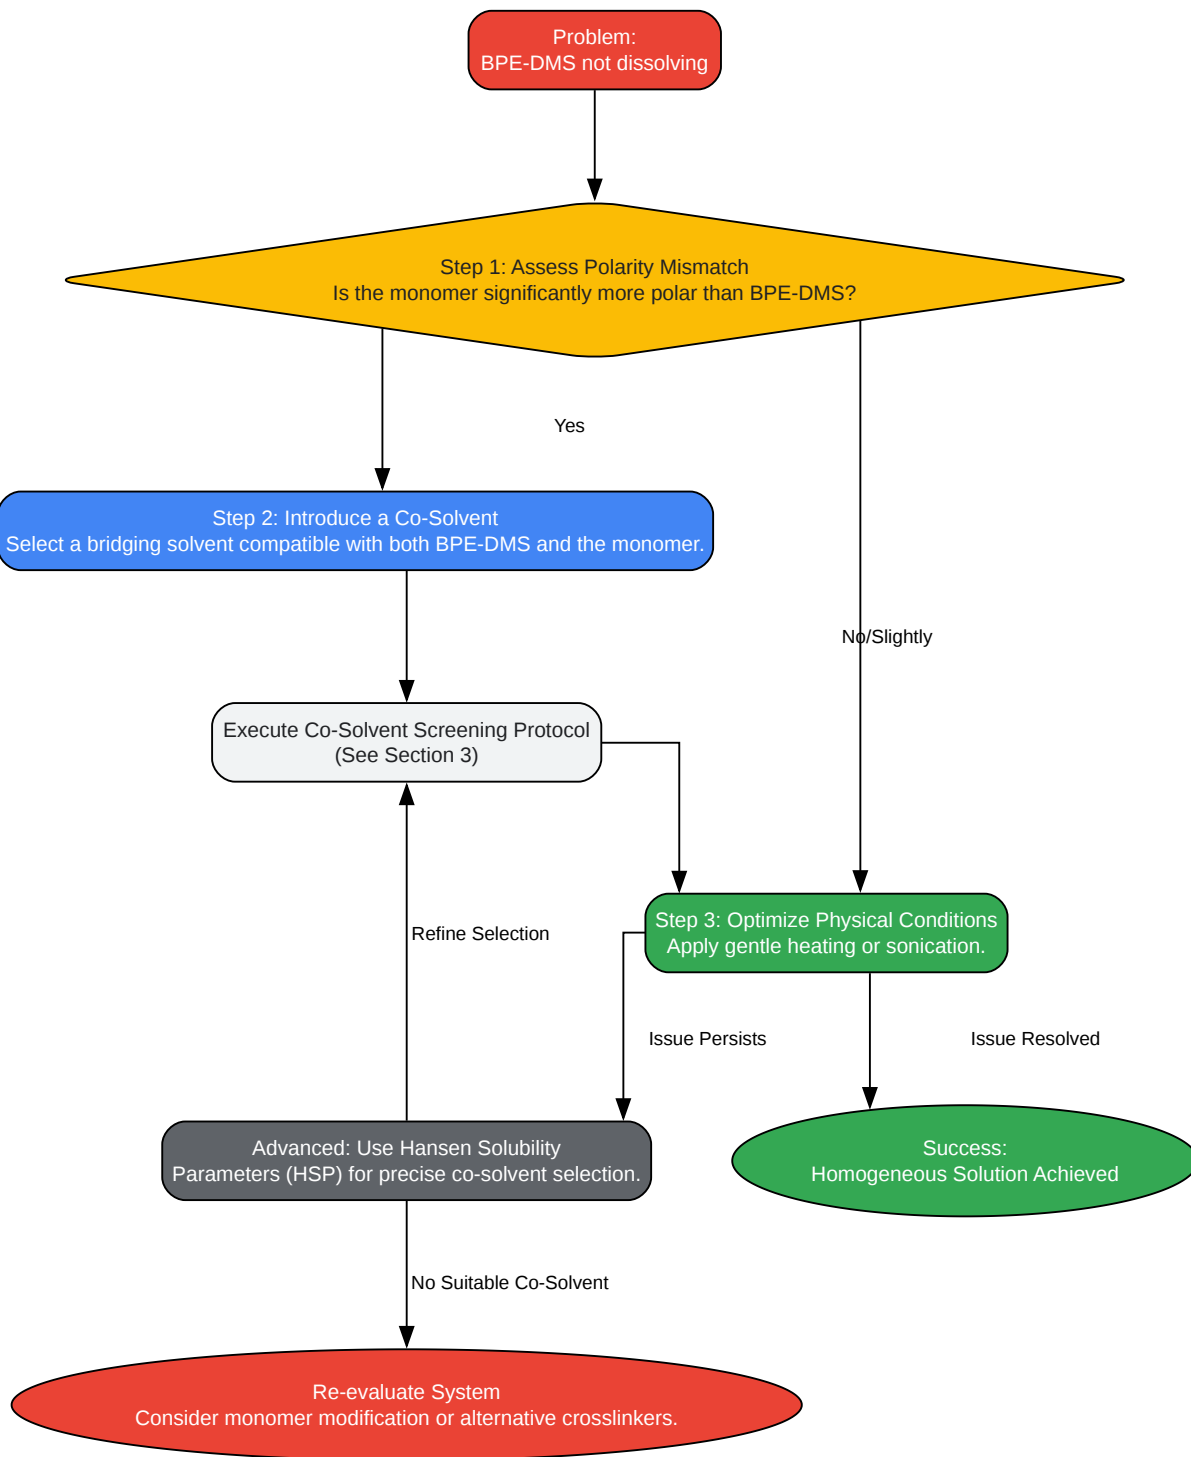 Problem:
BPE-DMS not dissolving
Step 1: Assess Polarity Mismatch
Is the monomer significantly more polar than BPE-DMS?
Yes
Step 2: Introduce a Co-Solvent
Select a bridging solvent compatible with both BPE-DMS and the monomer.
No/Slightly
Execute Co-Solvent Screening Protocol
(See Section 3)
Step 3: Optimize Physical Conditions
Apply gentle heating or sonication.
Refine Selection
Issue Persists
Issue Resolved
Advanced: Use Hansen Solubility
Parameters (HSP) for precise co-solvent selection.
Success:
Homogeneous Solution Achieved
No Suitable Co-Solvent
Re-evaluate System
Consider monomer modification or alternative crosslinkers.